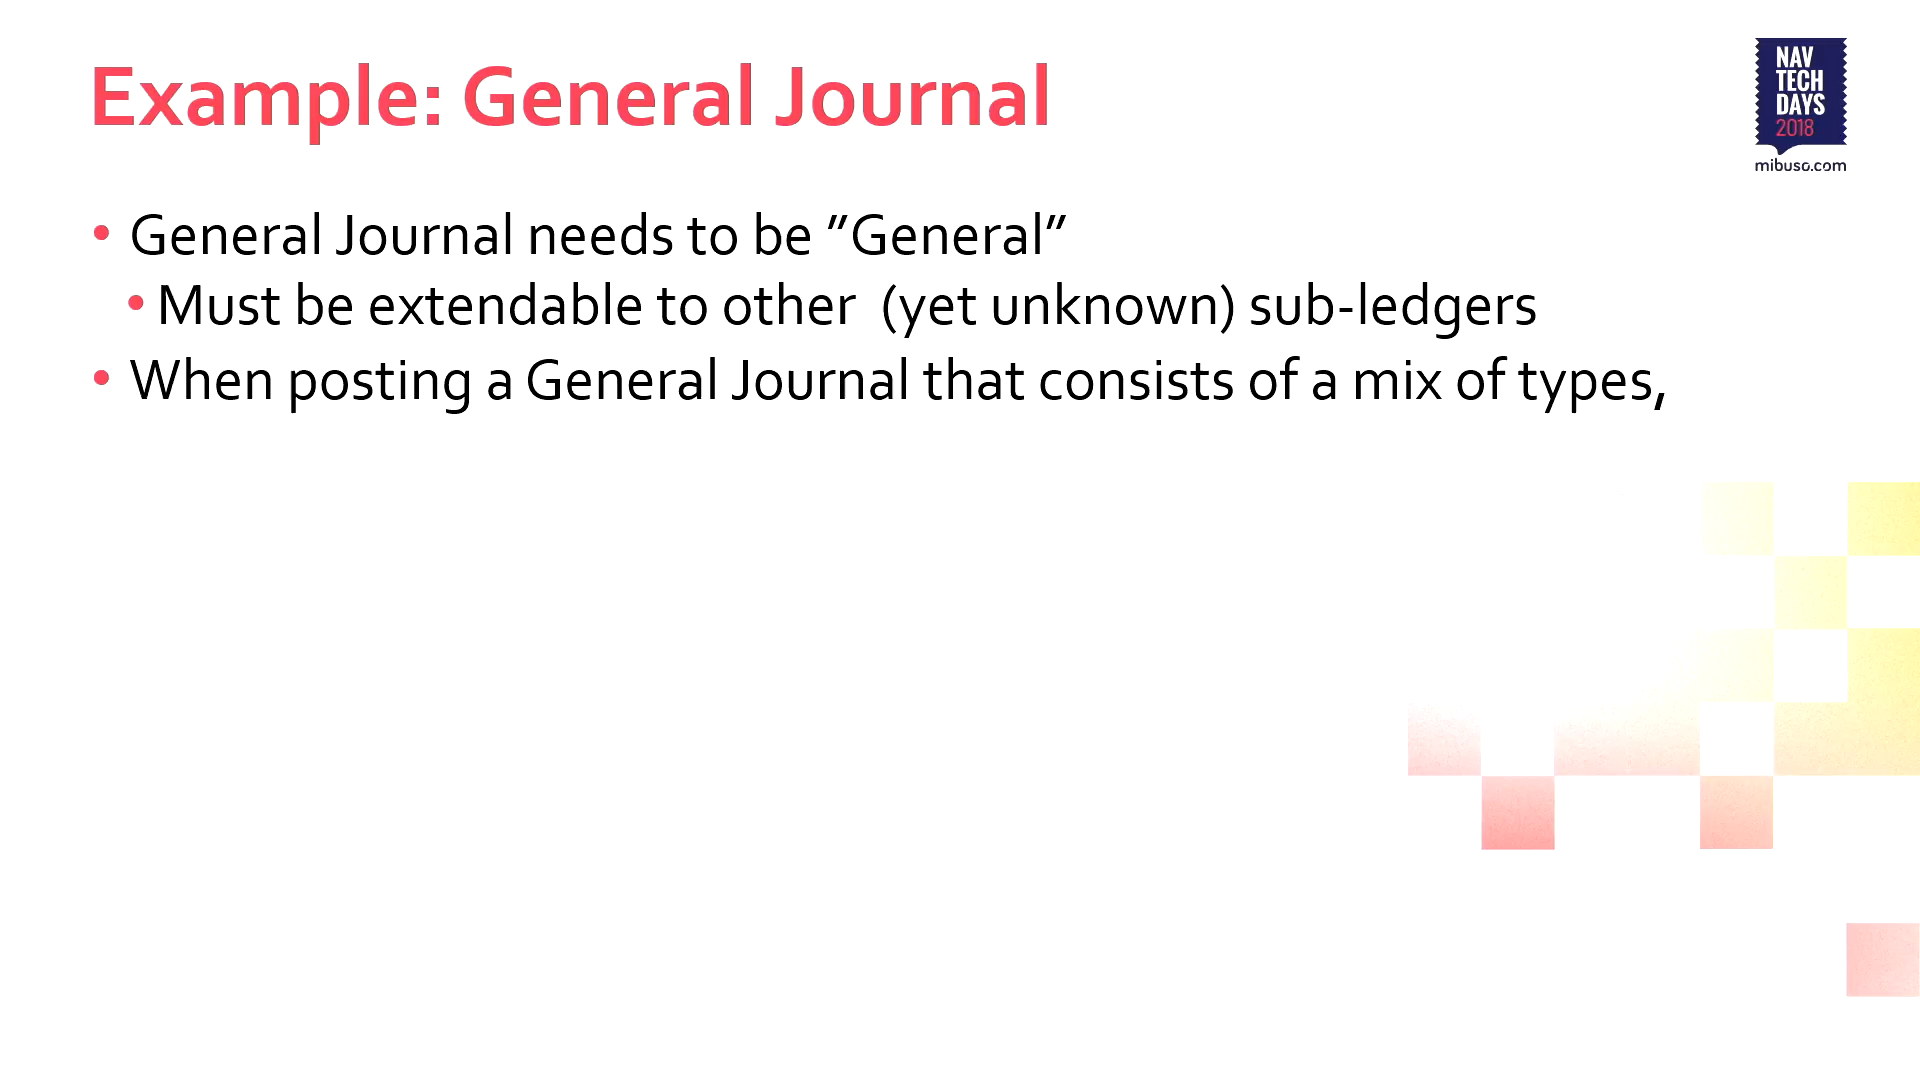 Example: General Journal
NAV
TECH
DAYS
2018
mibuso.com
• General Journal needs to be ”General”
• Must be extendable to other  (yet unknown) sub-ledgers
• When posting a General Journal that consists of a mix of types,